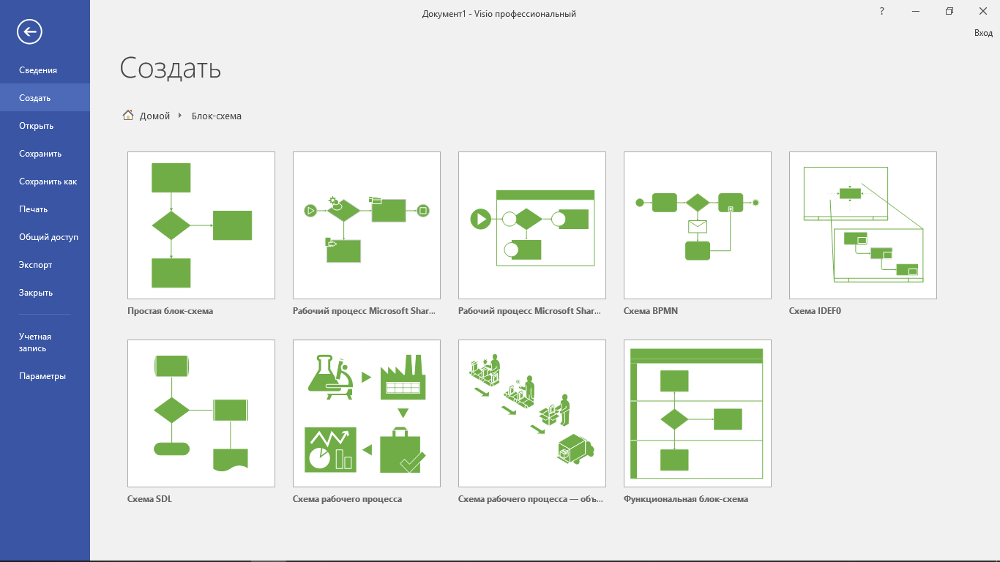 Документ1 - Visio профессиональный
?
Вход
Сведения
Создать
Открыть
Сохранить
Сохранить как
Печать
Общий доступ
Экспорт
Закрыть
Учетная
запись
Параметры
Создать
Домой
Блок-схема
Простая блок-схема
Рабочий процесс Microsoft Shar...
Рабочий процесс Microsoft Shar...
Схема BPMN
Схема IDEF0
Схема SDL
Схема рабочего процесса
Схема рабочего процесса — объ...
Функциональная блок-схема